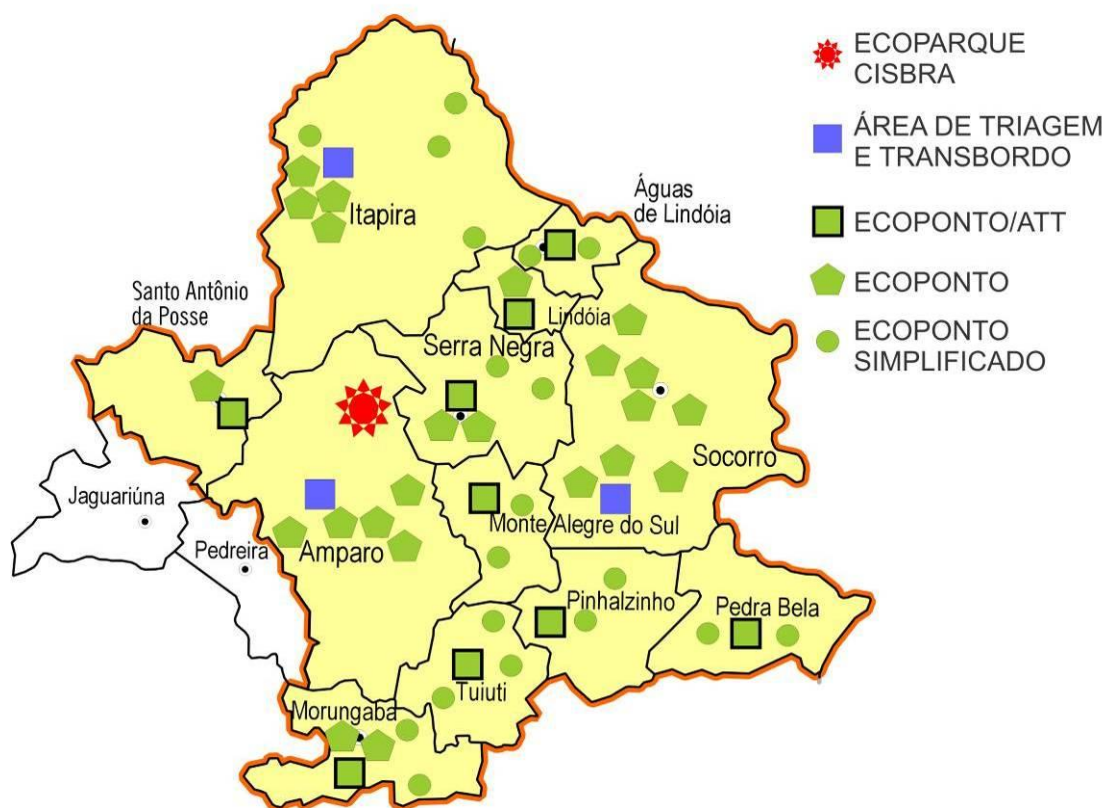 ECOPARQUE
CISBRA
ÁREA DE TRIAGEM
E TRANSBORDO
ECOPONTO/ATT
ECOPONTO
ECOPONTO
SIMPLIFICADO
Águas
de Lindóia
Itapira
Santo Antônio
da Posse
Lindóia
Serra Negra
Socorro
Jaguariúna
Monte Alegre do Sul
Pedreira
Amparo
Pinhalzinho
Pedra Bela
Tuiuti
Morungaba